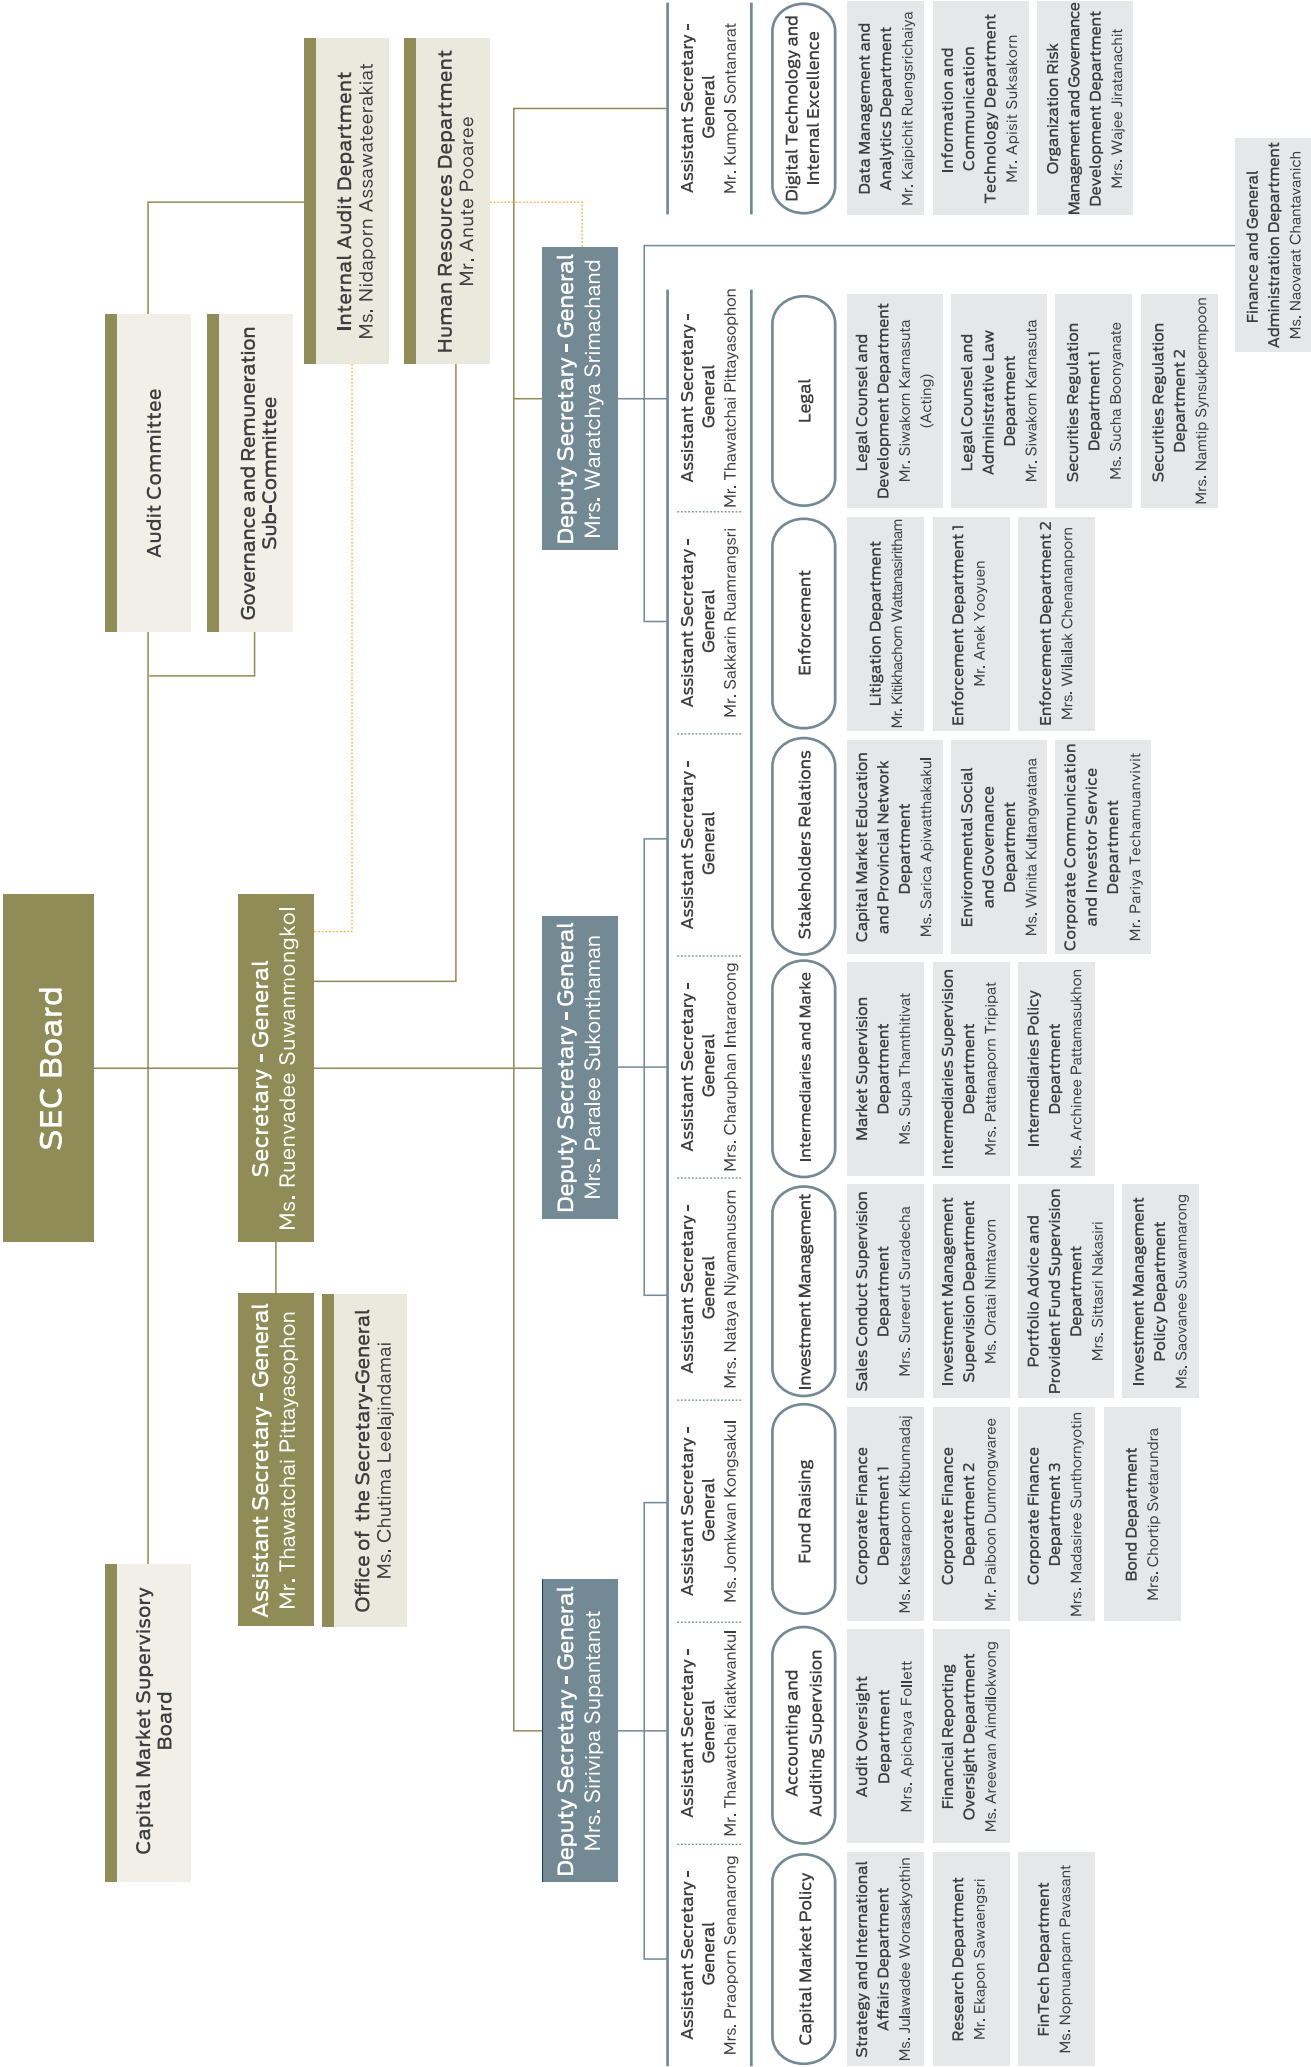 SEC Board
Capital Market Supervisory
Board
Audit Committee
Governance and Remuneration
Sub-Committee
Secretary - General
Ms. Ruenvadee Suwanmongkol
Assistant Secretary - General
Mr. Thawatchai Pittayasophon
Office of the Secretary-General
Ms. Chutima Leelajindamai
Internal Audit Department
Ms. Nidaporn Assawateerakiat
Human Resources Department
Mr. Anute Pooaree
Deputy Secretary - General
Mrs. Sirivipa Supantanet
Deputy Secretary - General
Mrs. Paralee Sukonthaman
Deputy Secretary - General
Mrs. Waratchya Srimachand
Assistant Secretary -
General
Mrs. Praoporn Senanarong
Capital Market Policy
Strategy and International
Affairs Department
Ms. Julawadee Worasakyothin
Research Department
Mr. Ekapon Sawaengsri
FinTech Department
Ms. Nopnuanparn Pavasant
Assistant Secretary -
General
Mr. Thawatchai Kiatkwankul
Accounting and
Auditing Supervision
Audit Oversight
Department
Mrs. Apichaya Follett
Financial Reporting
Oversight Department
Ms. Areewan Aimdilokwong
Assistant Secretary -
General
Ms. Jomkwan Kongsakul
Fund Raising
Corporate Finance
Department 1
Ms. Ketsaraporn Kitbunnadaj
Corporate Finance
Department 2
Mr. Paiboon Dumrongwaree
Corporate Finance
Department 3
Mrs. Madasiree Sunthornyotin
Bond Department
Mrs. Chortip Svetarundra
Assistant Secretary -
General
Mrs. Nataya Niyamanusorn
Investment Management
Sales Conduct Supervision
Department
Mrs. Sureerut Suradecha
Investment Management
Supervision Department
Ms. Oratai Nimtavorn
Portfolio Advice and
Provident Fund Supervision
Department
Mrs. Sittasri Nakasiri
Investment Management
Policy Department
Ms. Saovanee Suwannarong
Assistant Secretary -
General
Mrs. Charuphan Intararoong
Intermediaries and Marke
Market Supervision
Department
Ms. Supa Thamthitivat
Intermediaries Supervision
Department
Mrs. Pattanaporn Tripipat
Intermediaries Policy
Department
Ms. Archinee Pattamasukhon
Assistant Secretary -
General
Stakeholders Relations
Capital Market Education
and Provincial Network
Department
Ms. Sarica Apiwatthakakul
Environmental Social
and Governance
Department
Ms. Winita Kultangwatana
Corporate Communication
and Investor Service
Department
Mr. Pariya Techamuanvivit
Assistant Secretary -
General
Mr. Sakkarin Ruamrangsri
Enforcement
Litigation Department
Mr. Kitikhachorn Wattanasiritham
Enforcement Department 1
Mr. Anek Yooyuen
Enforcement Department 2
Mrs. Wilailak Chenananporn
Assistant Secretary -
General
Mr. Thawatchai Pittayasophon
Legal
Legal Counsel and
Development Department
Mr. Siwakorn Karnasuta
(Acting)
Legal Counsel and
Administrative Law
Department
Mr. Siwakorn Karnasuta
Securities Regulation
Department 1
Ms. Sucha Boonyanate
Securities Regulation
Department 2
Mrs. Namtip Synsukpermpoon
Finance and General
Administration Department
Ms. Naovarat Chantavanich
Assistant Secretary -
General
Mr. Kumpol Sontanarat
Digital Technology and
Internal Excellence
Data Management and
Analytics Department
Mr. Kaipichit Ruengsrichaiya
Information and
Communication
Technology Department
Mr. Apisit Suksakorn
Organization Risk
Management and Governance
Development Department
Mrs. Wajee Jiratanachit